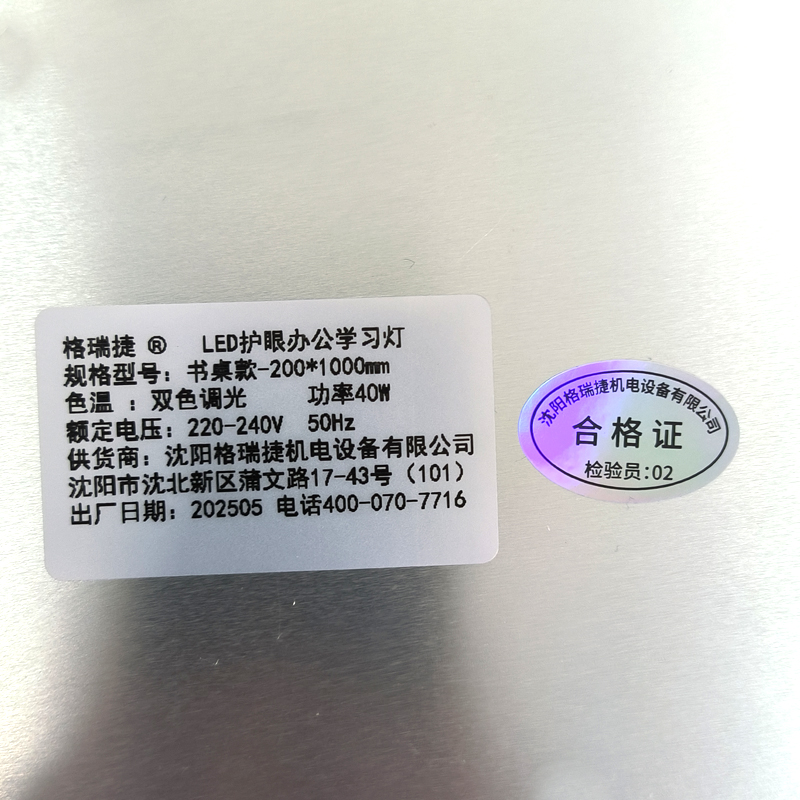 格瑞捷 ® LED护眼办公学习灯
规格型号：书桌款-200*1000mm
色温 ：双色调光 功率40W
额定电压：220-240V 50Hz
供货商：沈阳格瑞捷机电设备有限公司
沈阳市沈北新区蒲文路17-43号（101）
出厂日期：202505 电话400-070-7716
沈阳格瑞捷机电设备有限公司
合格证
检验员:02